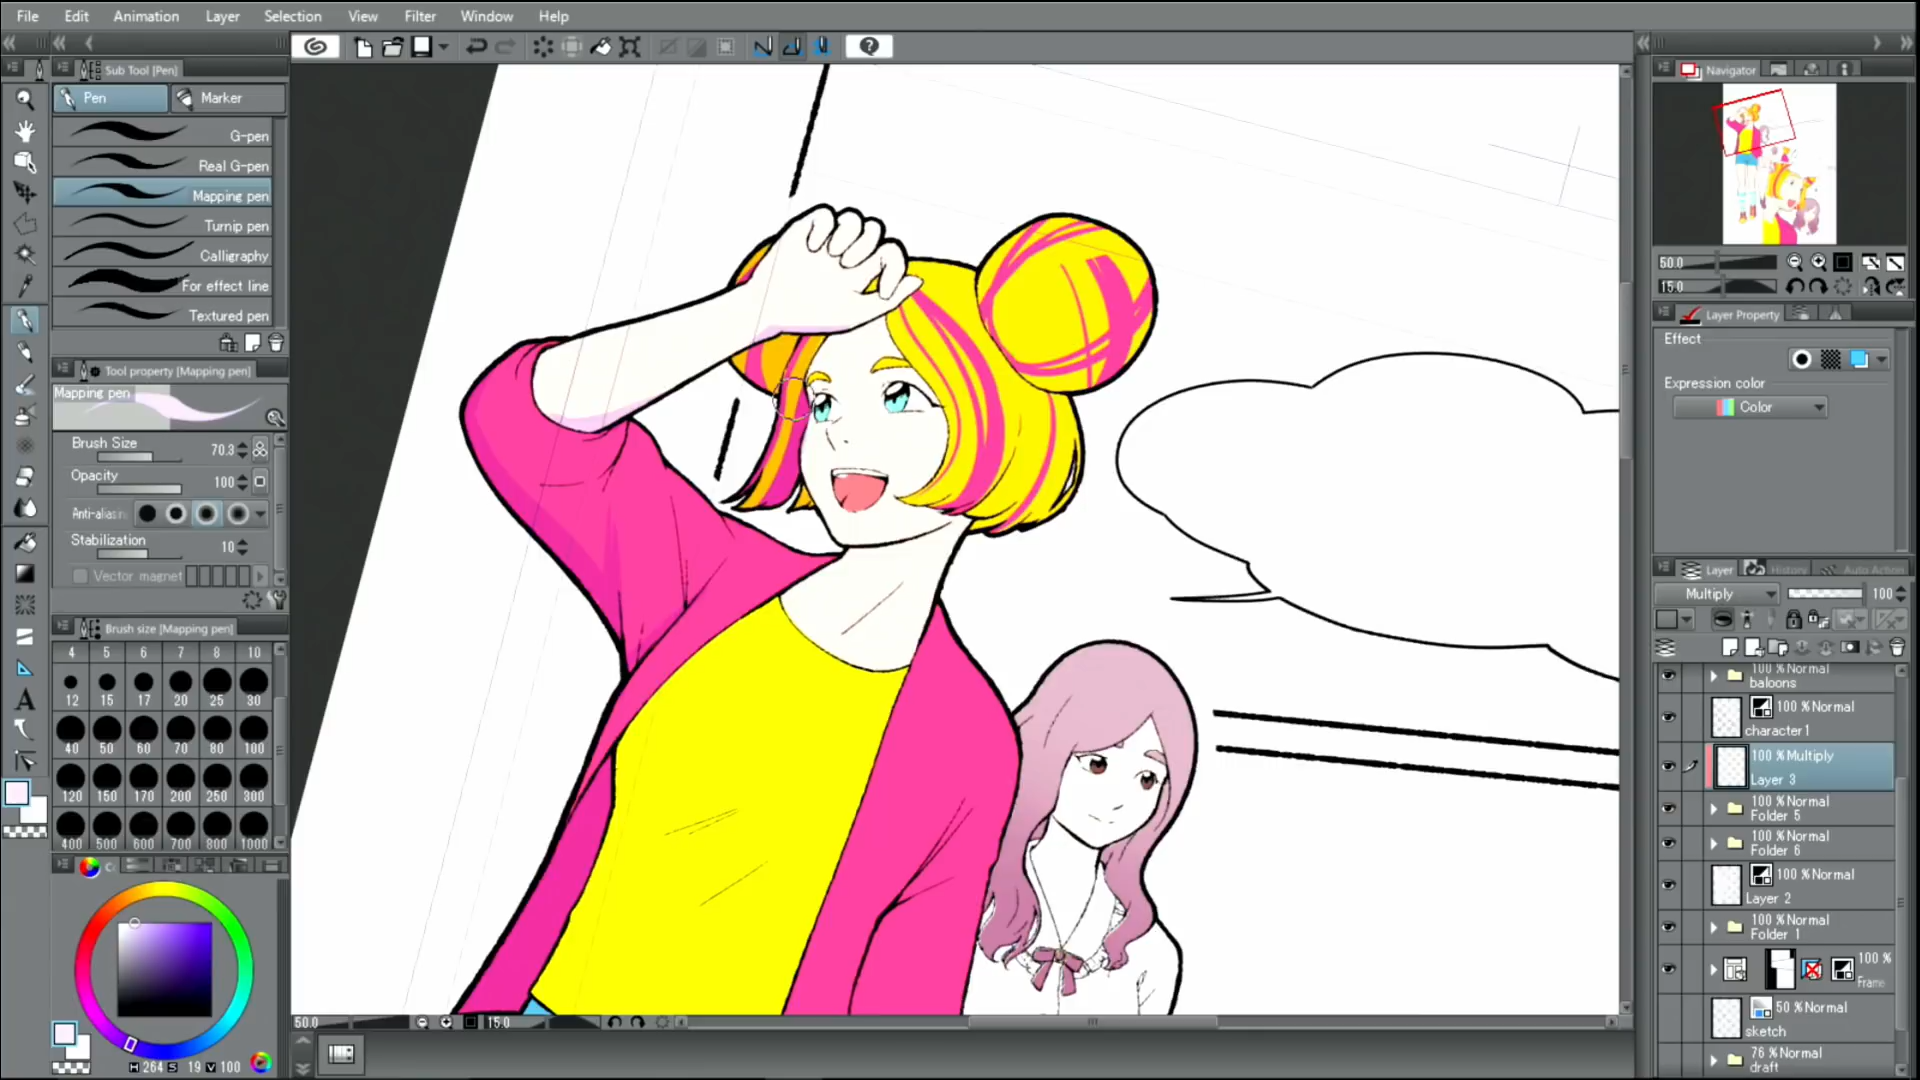 File Edit Animation Layer Selection View Filter Window Help
Sub Tool [Pen]
Pen
Marker
G-pen
Real G-pen
Mapping pen
Turnip pen
Calligraphy
For effect line
Textured pen
Tool property [Mapping pen]
Mapping pen
Brush Size 70.3
Opacity 100
Anti-aliasin
Stabilization 10
Vector magnet
Brush size [Mapping pen]
4 5 6 7 8 10
12 15 17 20 25 30
40 50 60 70 80 100
120 150 170 200 250 300
400 500 600 700 800 1000
H 264 S 19 V 100
50.0
15.0
Navigator
50.0
15.0
Layer Property
Effect
Expression color
Color
Layer
History
Auto Action
Multiply 100
100 % Normal
baloons
100 % Normal
character1
100 % Multiply
Layer 3
100 % Normal
Folder 5
100 % Normal
Folder 6
100 % Normal
Layer 2
100 % Normal
Folder 1
100 %
Frame
50 % Normal
sketch
76 % Normal
draft